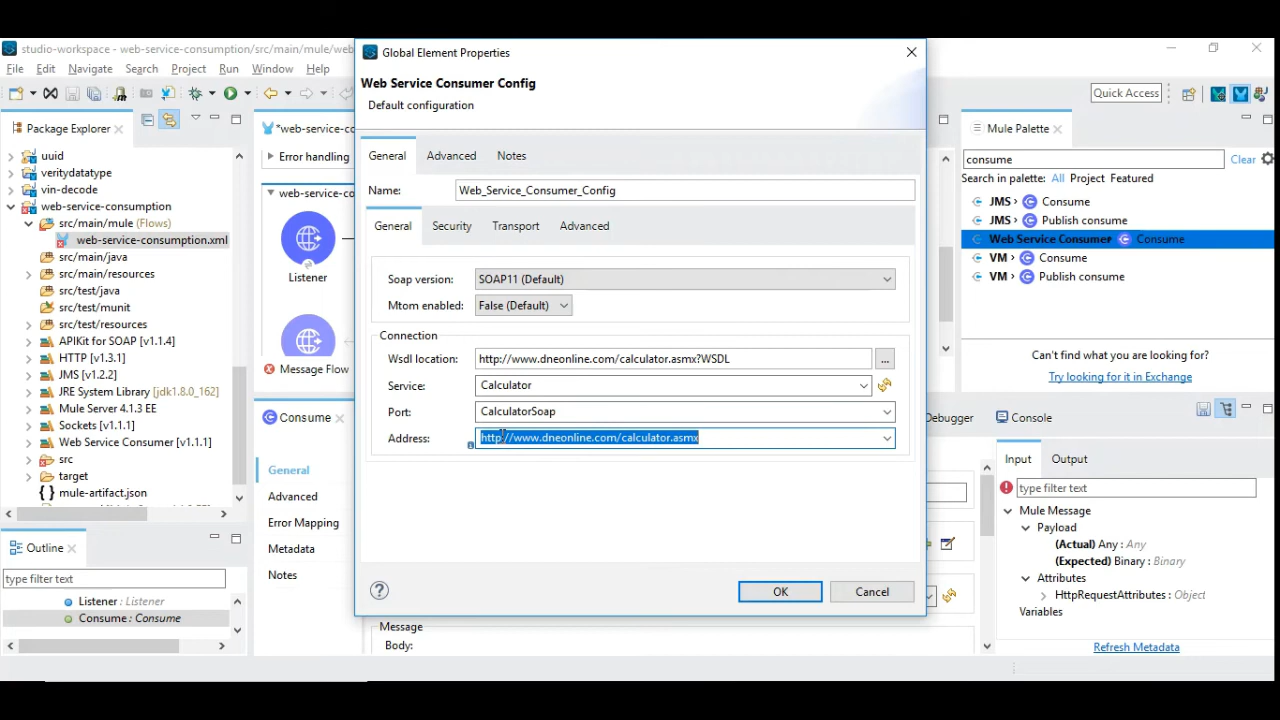 studio-workspace - web-service-consumption/src/main/mule/web
File Edit Navigate Search Project Run Window Help
Quick Access
Package Explorer
uuid
veritydatatype
vin-decode
web-service-consumption
src/main/mule (Flows)
web-service-consumption.xml
src/main/java
src/main/resources
src/test/java
src/test/munit
src/test/resources
APIKit for SOAP [v1.1.4]
HTTP [v1.3.1]
JMS [v1.2.2]
JRE System Library [jdk1.8.0_162]
Mule Server 4.1.3 EE
Sockets [v1.1.1]
Web Service Consumer [v1.1.1]
src
target
mule-artifact.json
Outline
type filter text
Listener : Listener
Consume : Consume
*web-service-co
Error handling
web-service-co
Listener
Message Flow
Consume
General
Advanced
Error Mapping
Metadata
Notes
Global Element Properties
Web Service Consumer Config
Default configuration
General Advanced Notes
Name: Web_Service_Consumer_Config
General Security Transport Advanced
Soap version: SOAP11 (Default)
Mtom enabled: False (Default)
Connection
Wsdl location: http://www.dneonline.com/calculator.asmx?WSDL ...
Service: Calculator
Port: CalculatorSoap
Address: http://www.dneonline.com/calculator.asmx
OK Cancel
Message
Body:
Mule Palette
consume Clear
Search in palette: All Project Featured
JMS > Consume
JMS > Publish consume
Web Service Consumer Consume
VM > Consume
VM > Publish consume
Can't find what you're looking for?
Try looking for it in Exchange
Debugger Console
Input Output
type filter text
Mule Message
Payload
(Actual) Any : Any
(Expected) Binary : Binary
Attributes
HttpRequestAttributes : Object
Variables
Refresh Metadata